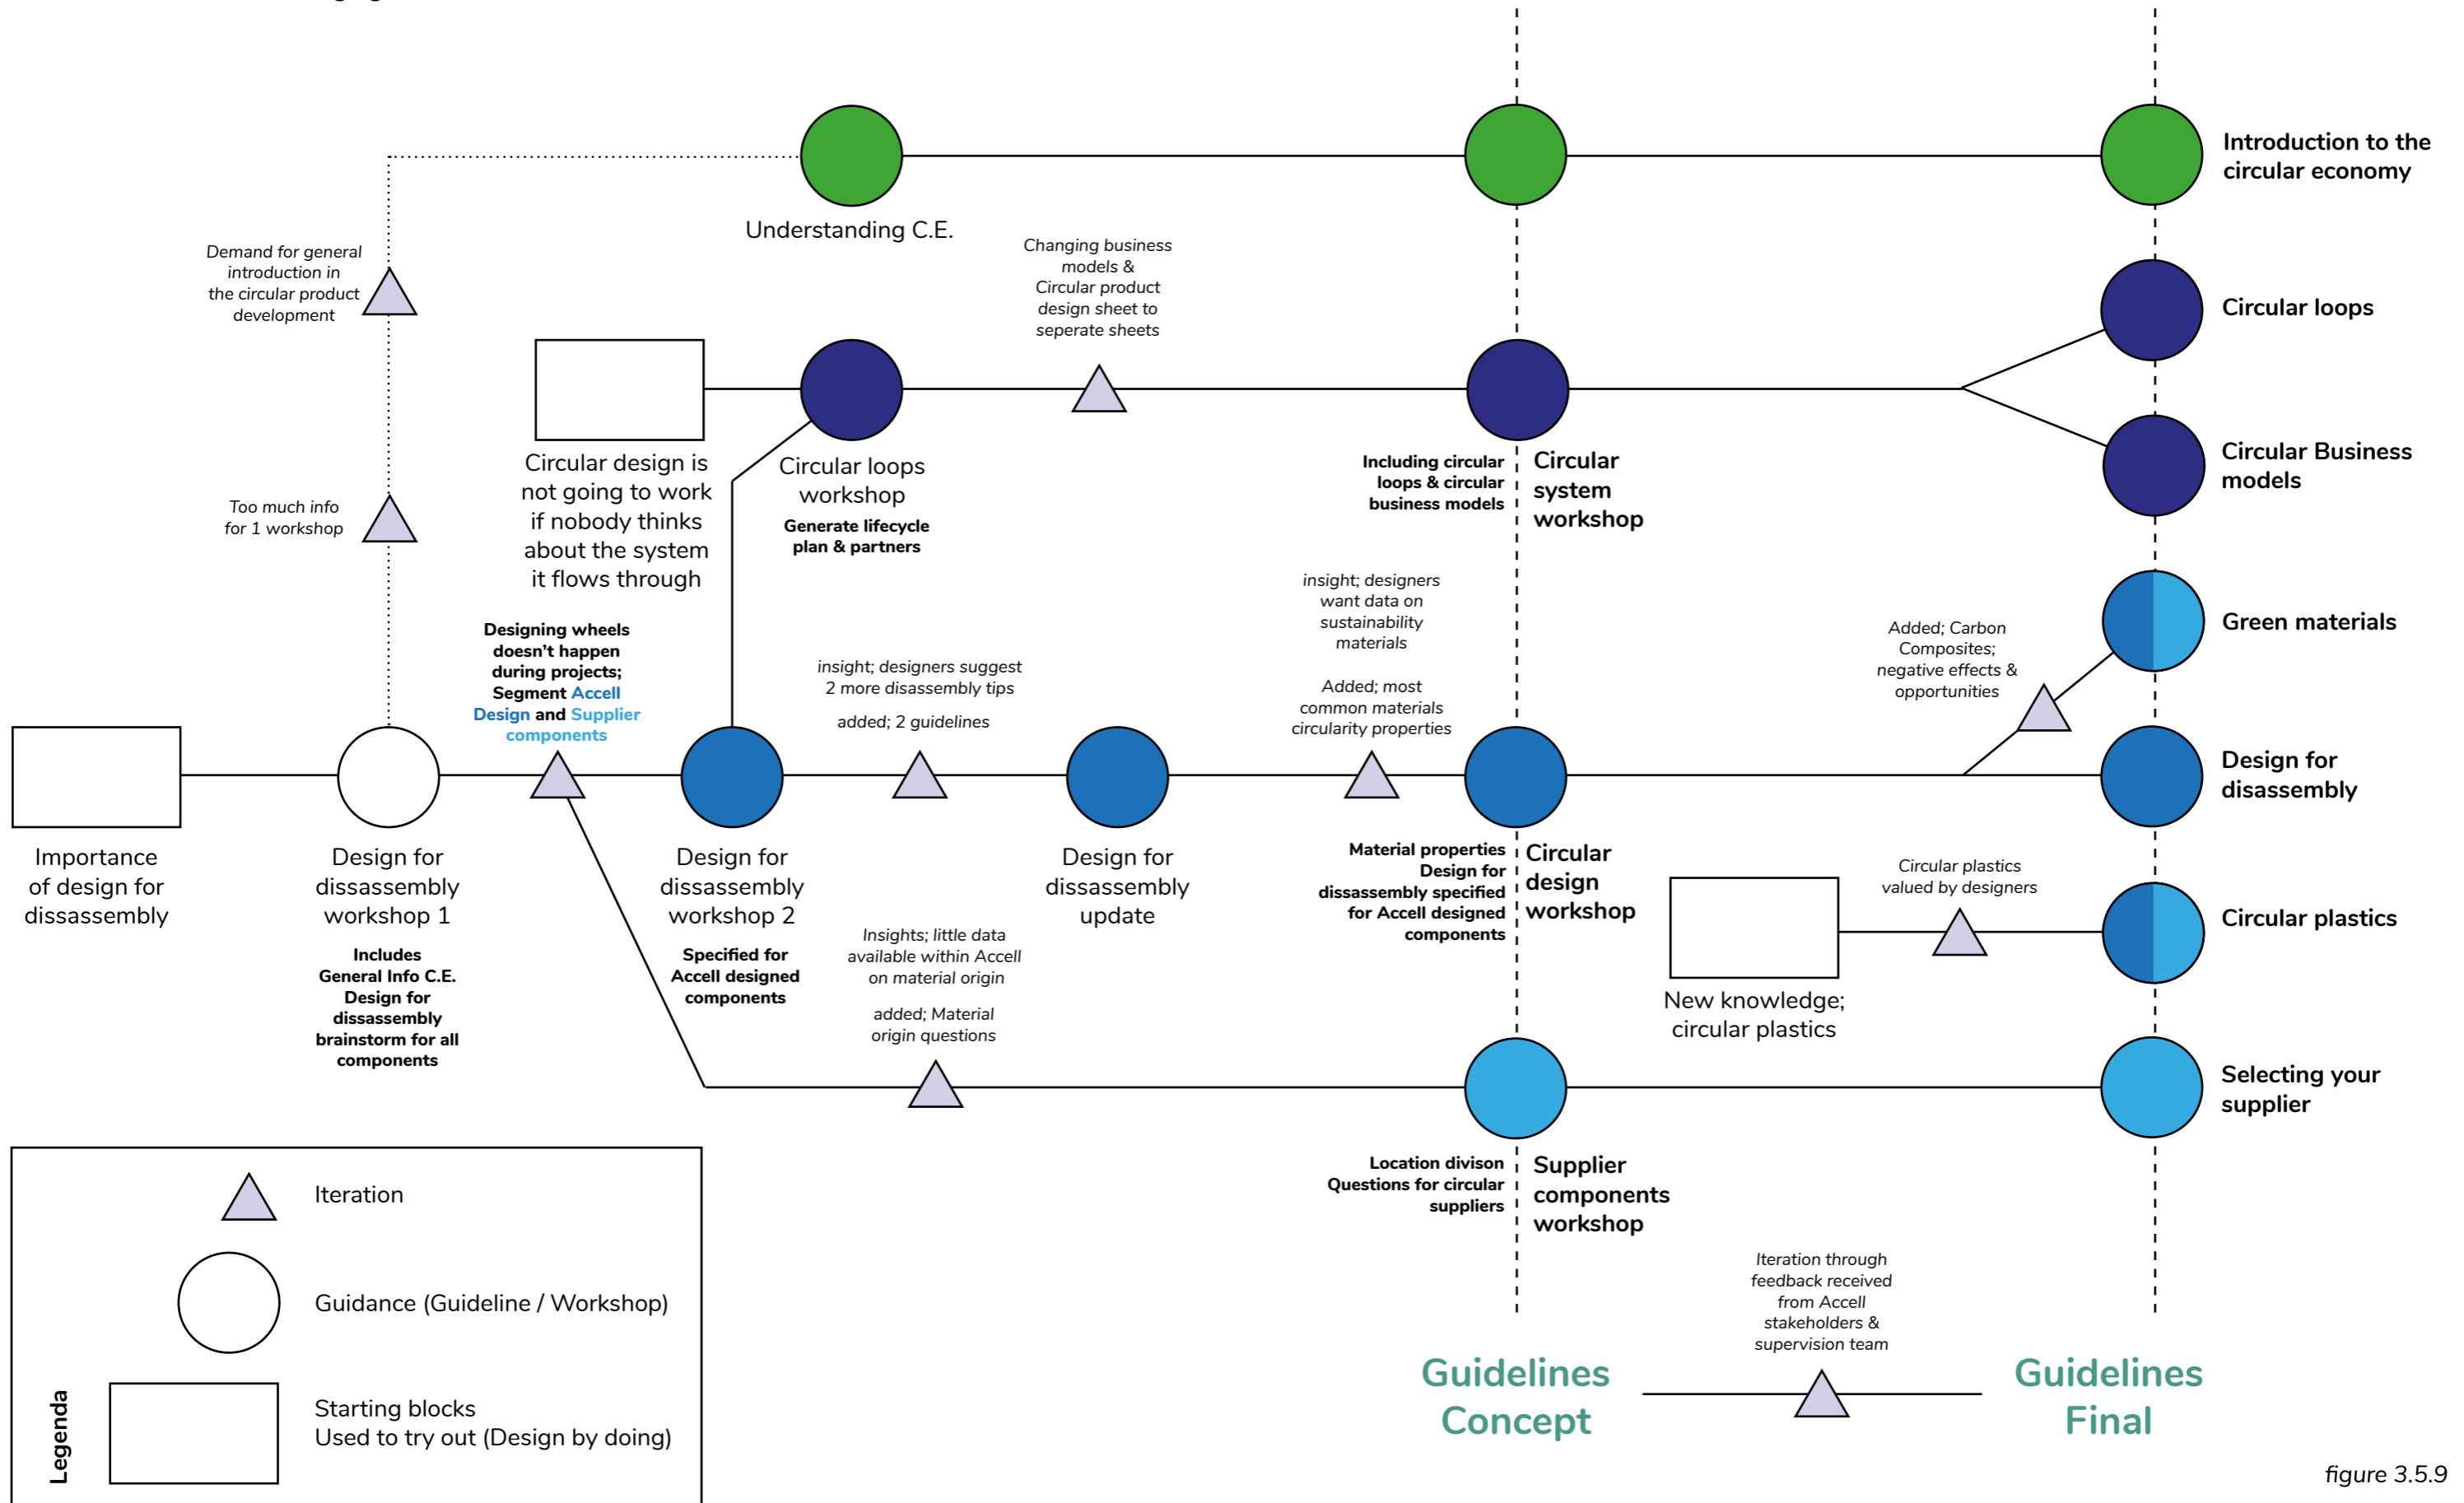 Introduction to the
circular economy
Understanding C.E.
Demand for general
introduction in
the circular product
development
Changing business
models &
Circular product
design sheet to
seperate sheets
Circular loops
Too much info
for 1 workshop
Circular design is
not going to work
if nobody thinks
about the system
it flows through
Circular loops
workshop
Generate lifecycle
plan & partners
Including circular
loops & circular
business models
Circular
system
workshop
Circular Business
models
Designing wheels
doesn't happen
during projects;
Segment Accell
Design and Supplier
components
insight; designers suggest
2 more disassembly tips
added; 2 guidelines
insight; designers
want data on
sustainability
materials
Added; most
common materials
circularity properties
Added; Carbon
Composites;
negative effects &
opportunities
Green materials
Design for
disassembly
Importance
of design for
dissassembly
Design for
dissassembly
workshop 1
Includes
General Info C.E.
Design for
dissassembly
brainstorm for all
components
Design for
dissassembly
workshop 2
Specified for
Accell designed
components
Design for
dissassembly
update
Insights; little data
available within Accell
on material origin
added; Material
origin questions
Material properties
Design for
dissassembly specified
for Accell designed
components
Circular
design
workshop
Circular plastics
valued by designers
New knowledge;
circular plastics
Circular plastics
Selecting your
supplier
Location divison
Questions for circular
suppliers
Supplier
components
workshop
Iteration through
feedback received
from Accell
stakeholders &
supervision team
Guidelines
Concept
Guidelines
Final
Legenda
Iteration
Guidance (Guideline / Workshop)
Starting blocks
Used to try out (Design by doing)
figure 3.5.9